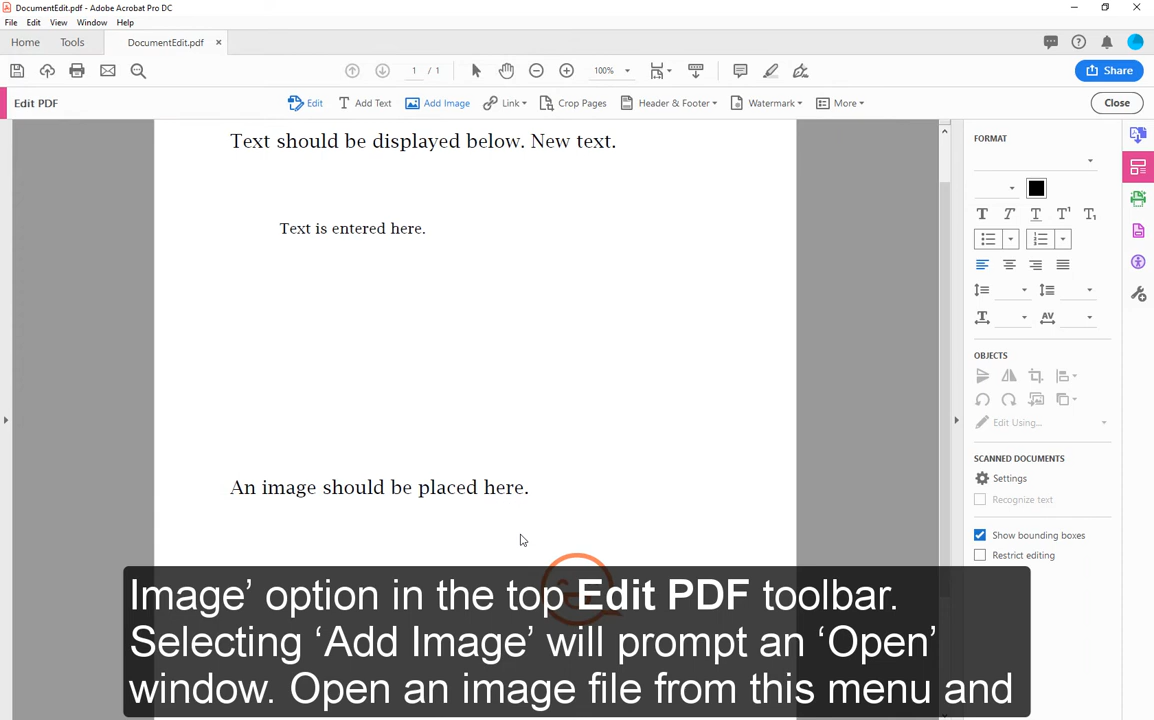 DocumentEdit.pdf - Adobe Acrobat Pro DC
File Edit View Window Help
Home Tools DocumentEdit.pdf ×
1 / 1 100% Share
Edit PDF Edit Add Text Add Image Link Crop Pages Header & Footer Watermark More Close
Text should be displayed below. New text.
Text is entered here.
An image should be placed here.
FORMAT
T T T T¹ T₁
T AV
OBJECTS
Edit Using...
SCANNED DOCUMENTS
Settings
Recognize text
Show bounding boxes
Restrict editing
Image’ option in the top Edit PDF toolbar.
Selecting ‘Add Image’ will prompt an ‘Open’
window. Open an image file from this menu and